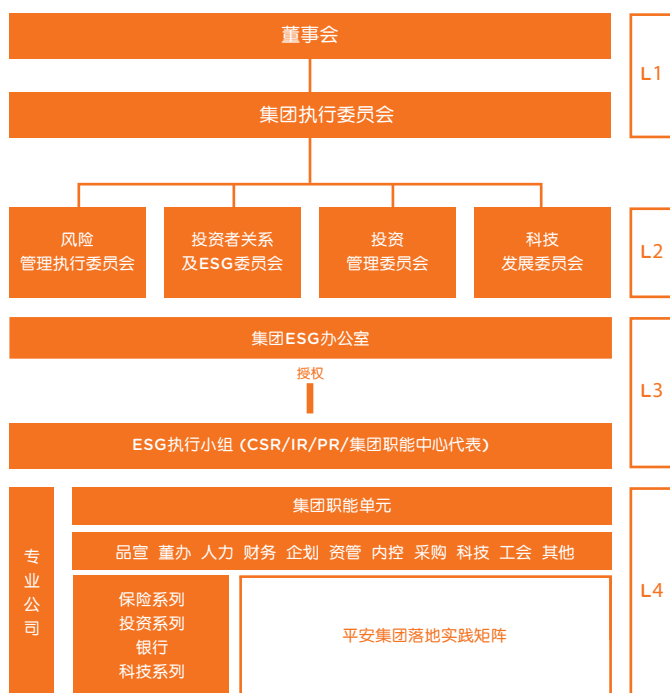 董事会
集团执行委员会
L1
风险
管理执行委员会
投资者关系
及ESG委员会
投资
管理委员会
科技
发展委员会
L2
集团ESG办公室
授权
ESG执行小组 (CSR/IR/PR/集团职能中心代表)
L3
专
业
公
司
集团职能单元
品宣 董办 人力 财务 企划 资管 内控 采购 科技 工会 其他
保险系列
投资系列
银行
科技系列
平安集团落地实践矩阵
L4